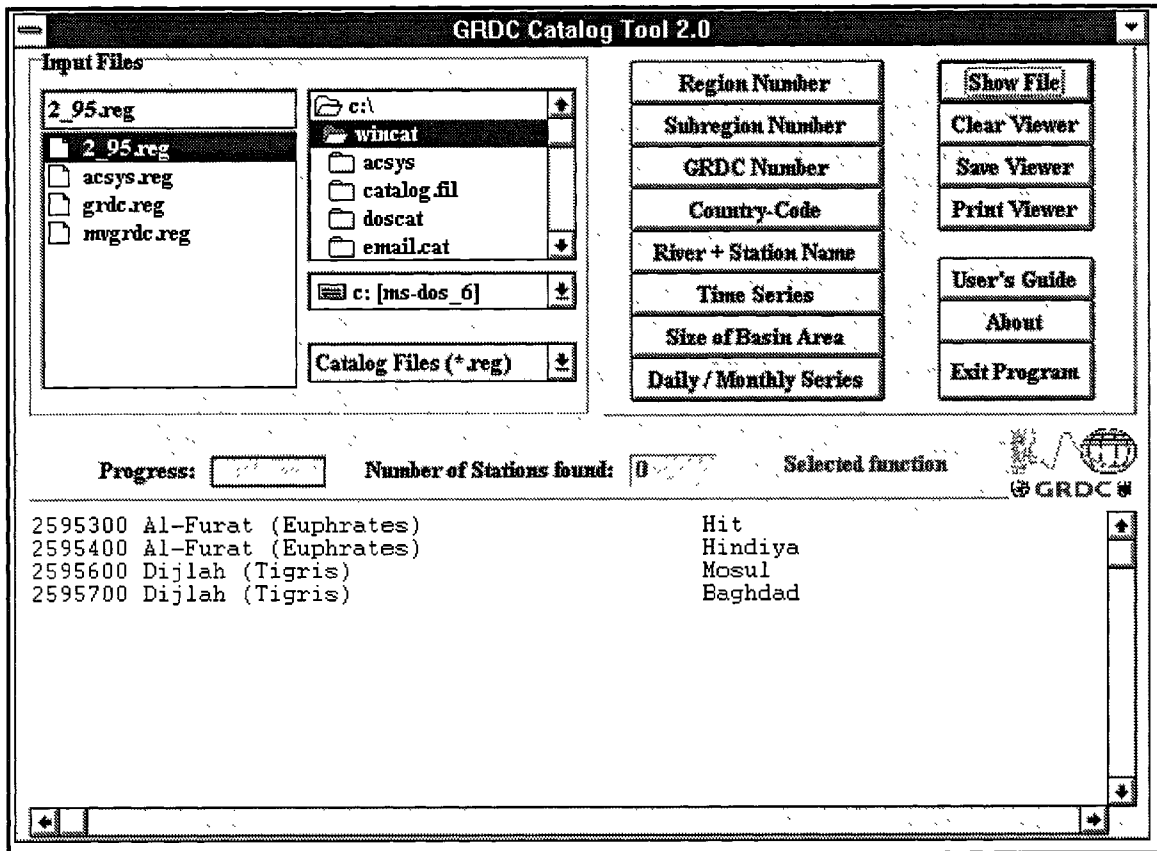 GRDC Catalog Tool 2.0
Input Files
2_95.reg
2_95.reg
acsys.reg
grdc.reg
mvgrdc.reg
c:\
wincat
acsys
catalog.fil
doscat
email.cat
c: [ms-dos_6]
Catalog Files (*.reg)
Region Number
Subregion Number
GRDC Number
Country-Code
River + Station Name
Time Series
Size of Basin Area
Daily / Monthly Series
Show File
Clear Viewer
Save Viewer
Print Viewer
User's Guide
About
Exit Program
Progress:
Number of Stations found: 0
Selected function
GRDC
2595300 Al-Furat (Euphrates) Hit
2595400 Al-Furat (Euphrates) Hindiya
2595600 Dijlah (Tigris) Mosul
2595700 Dijlah (Tigris) Baghdad